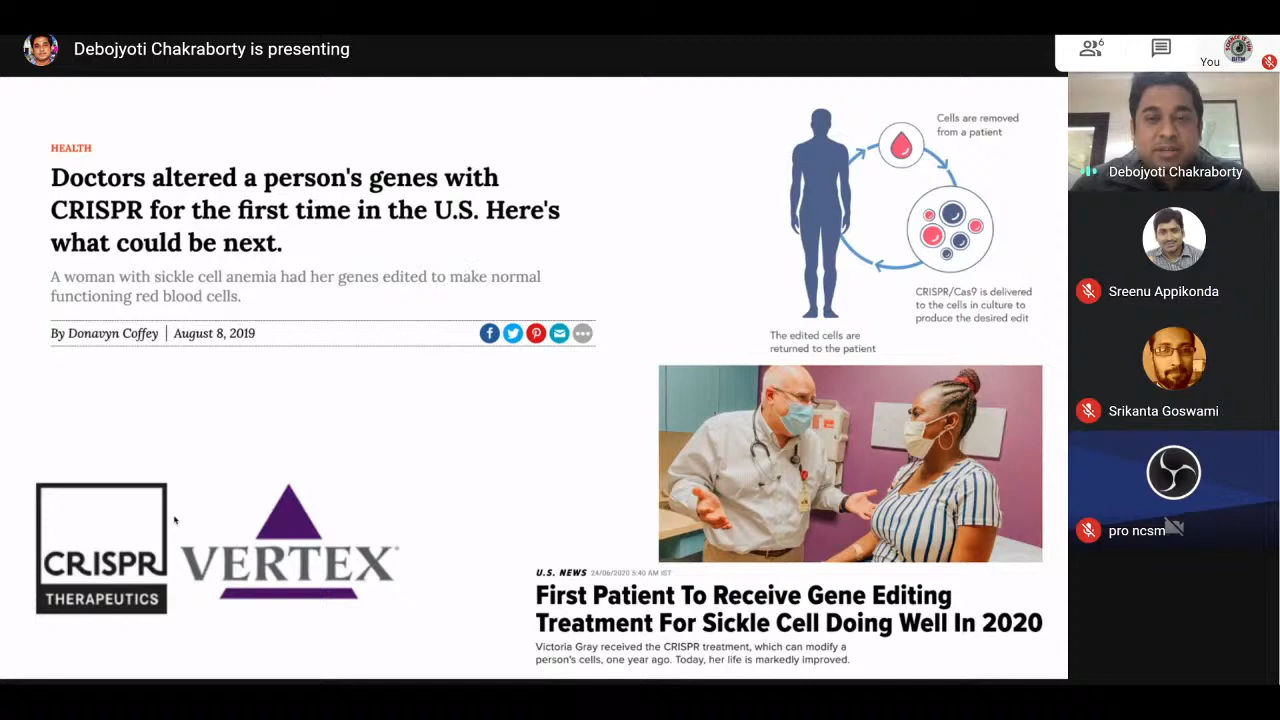 Debojyoti Chakraborty is presenting
6
You
HEALTH
Doctors altered a person's genes with
CRISPR for the first time in the U.S. Here's
what could be next.
A woman with sickle cell anemia had her genes edited to make normal
functioning red blood cells.
By Donavyn Coffey | August 8, 2019
Cells are removed
from a patient
CRISPR/Cas9 is delivered
to the cells in culture to
produce the desired edit
The edited cells are
returned to the patient
CRISPR
THERAPEUTICS
VERTEX®
U.S. NEWS 24/06/2020 5:40 AM IST
First Patient To Receive Gene Editing
Treatment For Sickle Cell Doing Well In 2020
Victoria Gray received the CRISPR treatment, which can modify a
person's cells, one year ago. Today, her life is markedly improved.
Debojyoti Chakraborty
Sreenu Appikonda
Srikanta Goswami
pro ncsm